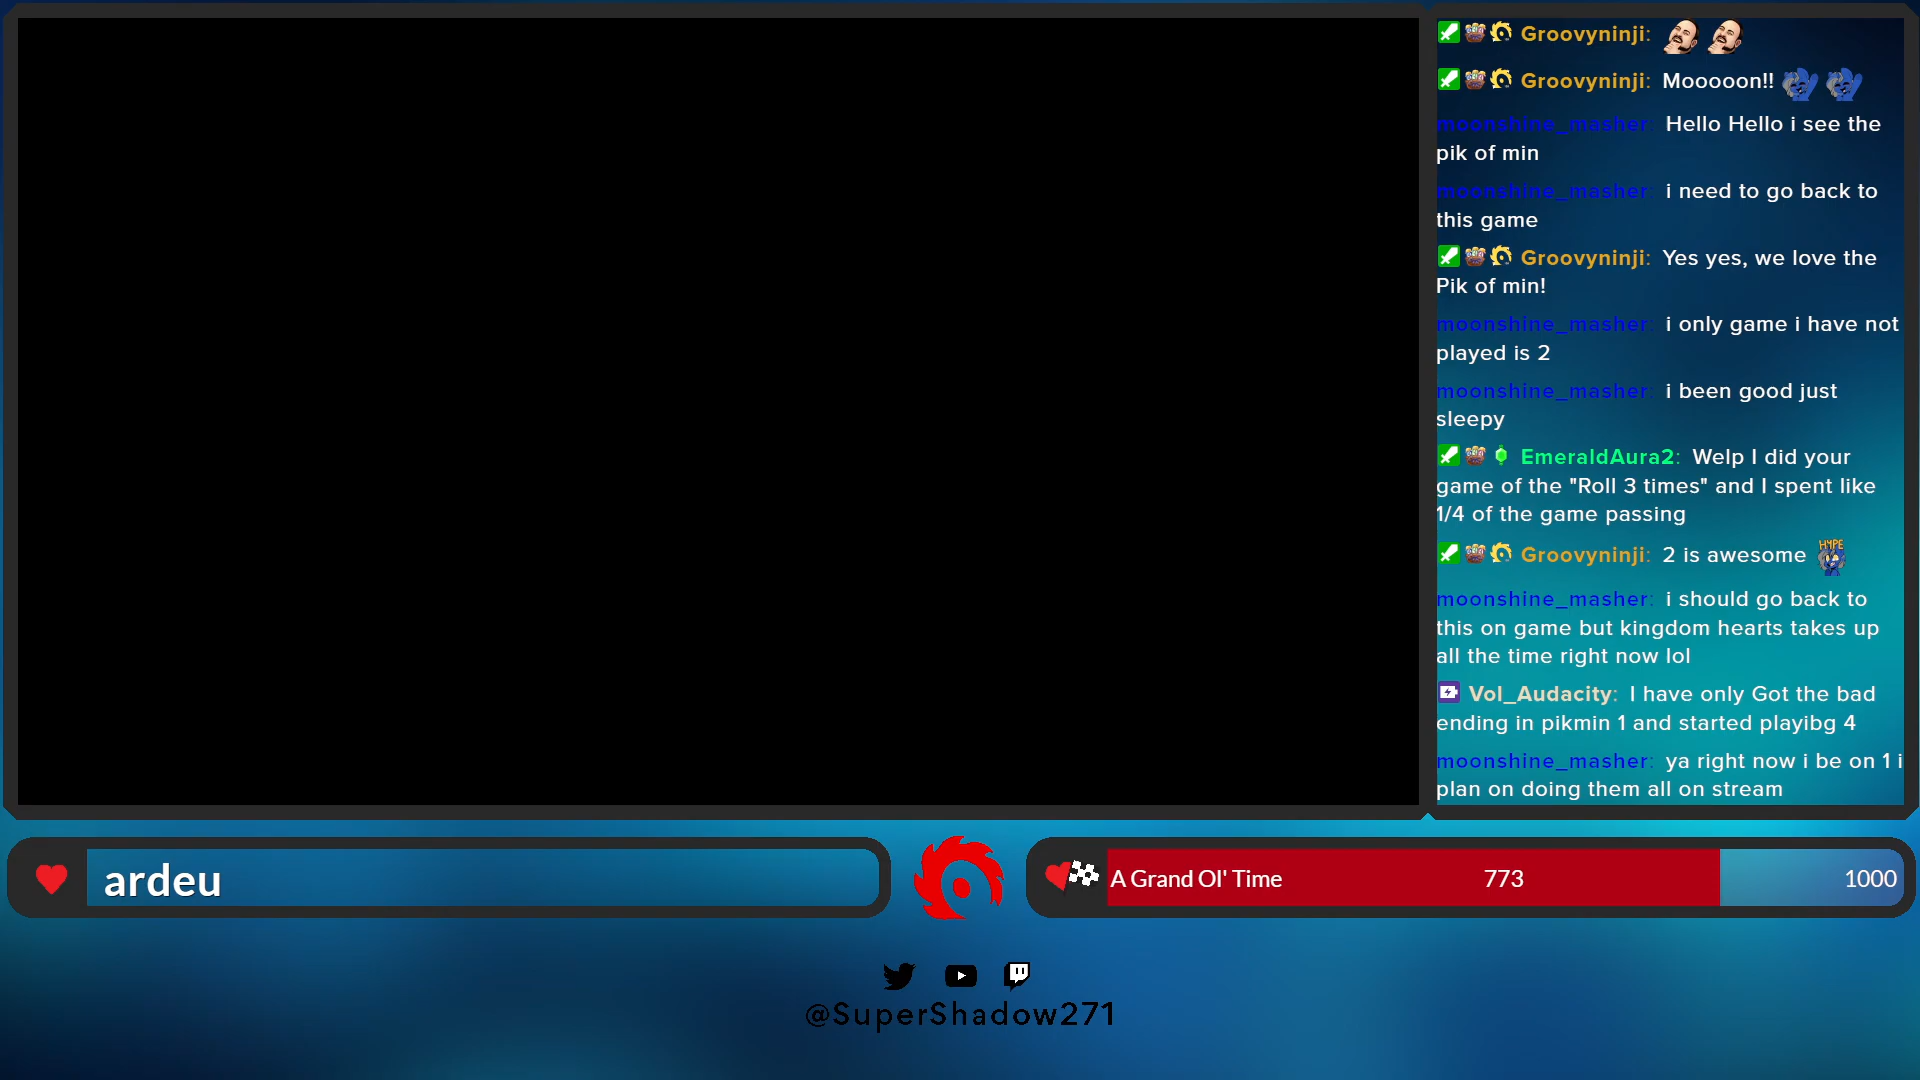 Groovyninji:
Groovyninji: Mooooon!!
moonshine_masher: Hello Hello i see the
pik of min
moonshine_masher: i need to go back to
this game
Groovyninji: Yes yes, we love the
Pik of min!
moonshine_masher: i only game i have not
played is 2
moonshine_masher: i been good just
sleepy
EmeraldAura2: Welp I did your
game of the "Roll 3 times" and I spent like
1/4 of the game passing
Groovyninji: 2 is awesome HYPE
moonshine_masher: i should go back to
this on game but kingdom hearts takes up
all the time right now lol
Vol_Audacity: I have only Got the bad
ending in pikmin 1 and started playibg 4
moonshine_masher: ya right now i be on 1 i
plan on doing them all on stream
ardeu
A Grand Ol' Time 773 1000
@SuperShadow271